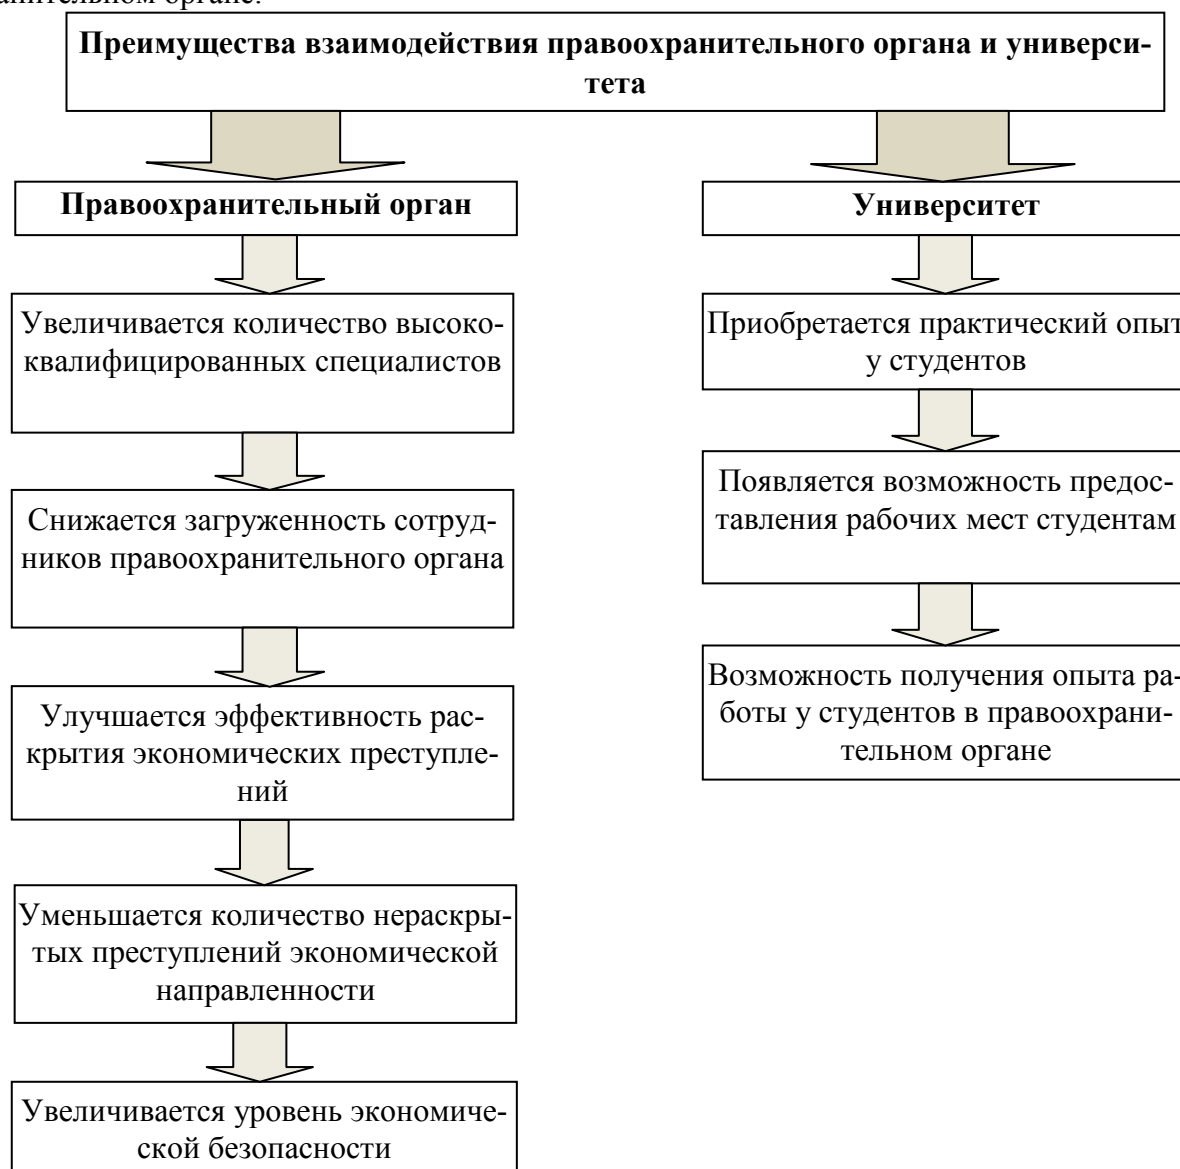 органе.
Преимущества взаимодействия правоохранительного органа и универси-
тета
Правоохранительный орган
Увеличивается количество высоко-
квалифицированных специалистов
Снижается загруженность сотруд-
ников правоохранительного органа
Улучшается эффективность рас-
крытия экономических преступле-
ний
Уменьшается количество нераскры-
тых преступлений экономической
направленности
Увеличивается уровень экономиче-
ской безопасности
Университет
Приобретается практический опыт
у студентов
Появляется возможность предос-
тавления рабочих мест студентам
Возможность получения опыта ра-
боты у студентов в правоохрани-
тельном органе